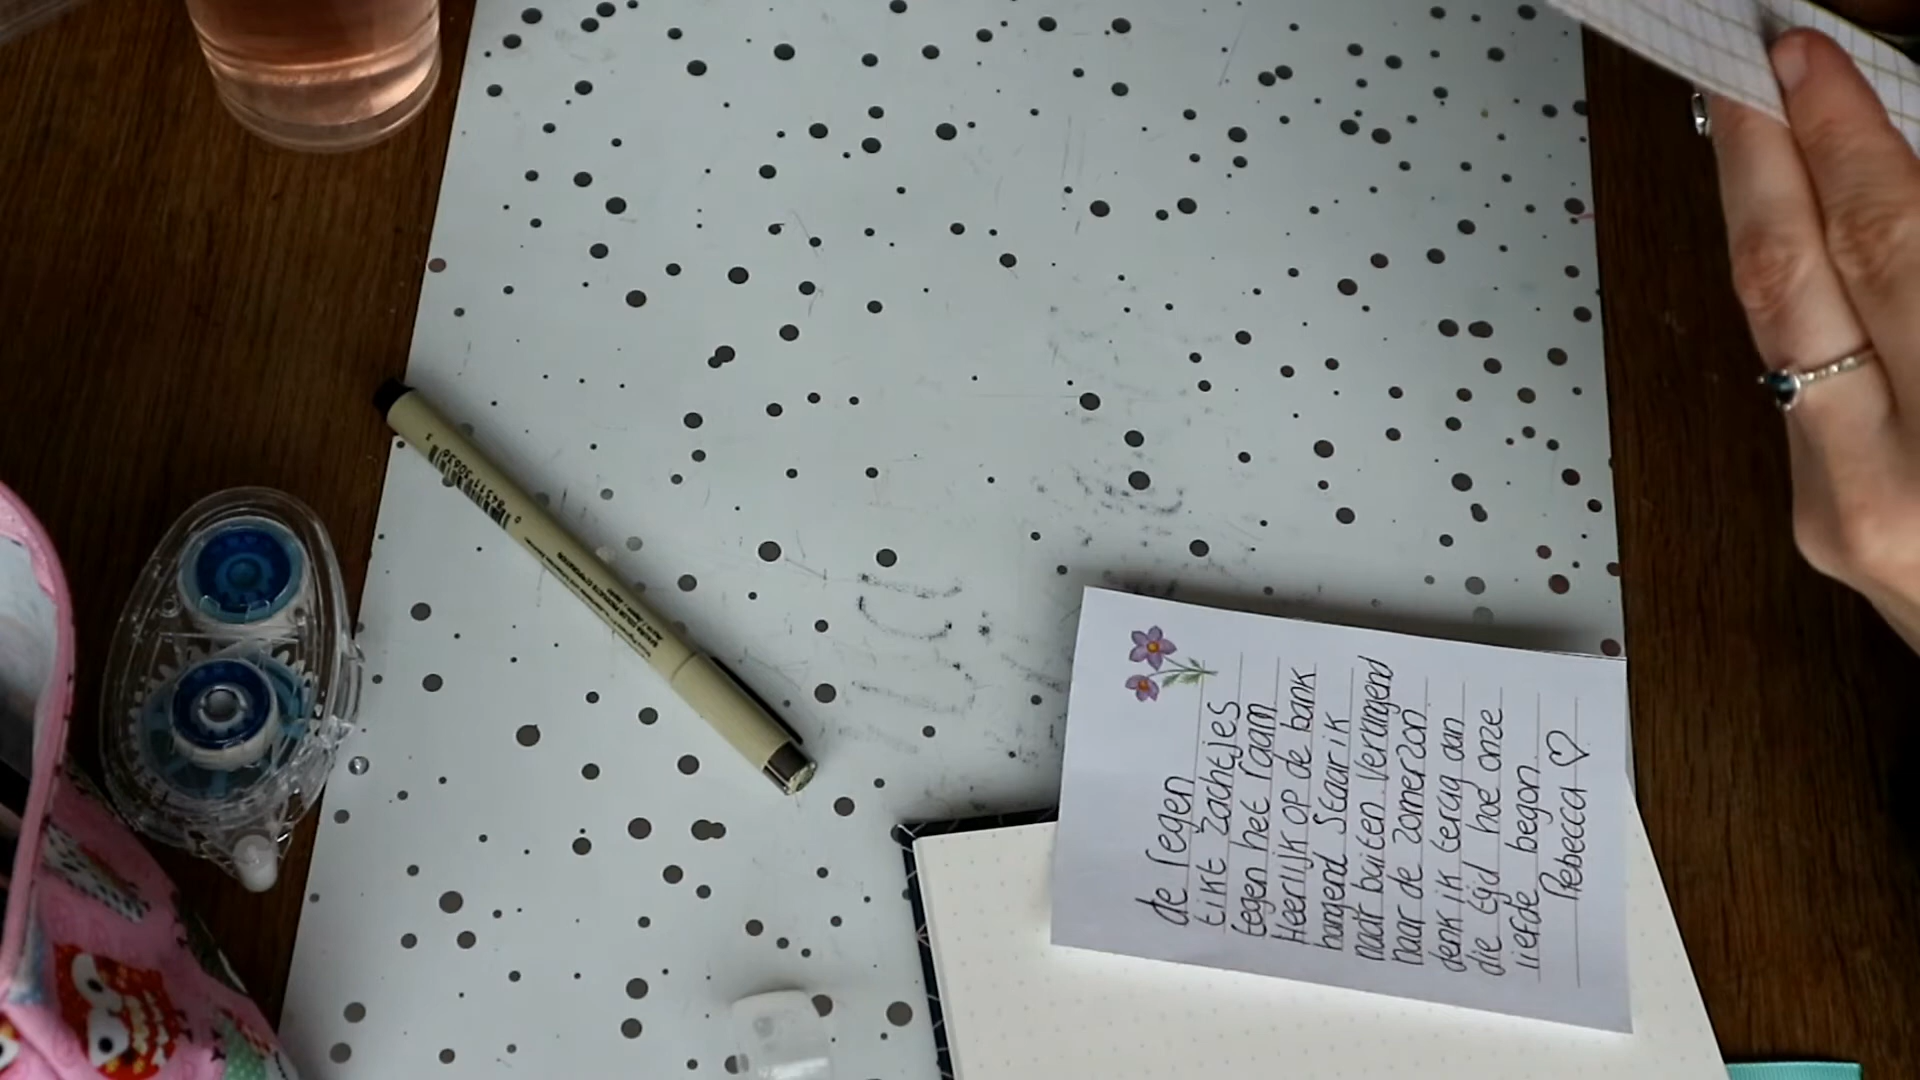 de regen
tikt zachtjes
tegen het raam
Heerlijk op de bank
hangend Staar ik
naar buiten Verlangend
naar de zomerzon
denk ik terug aan
die tijd hoe onze
liefde begon.
Rebecca ♡